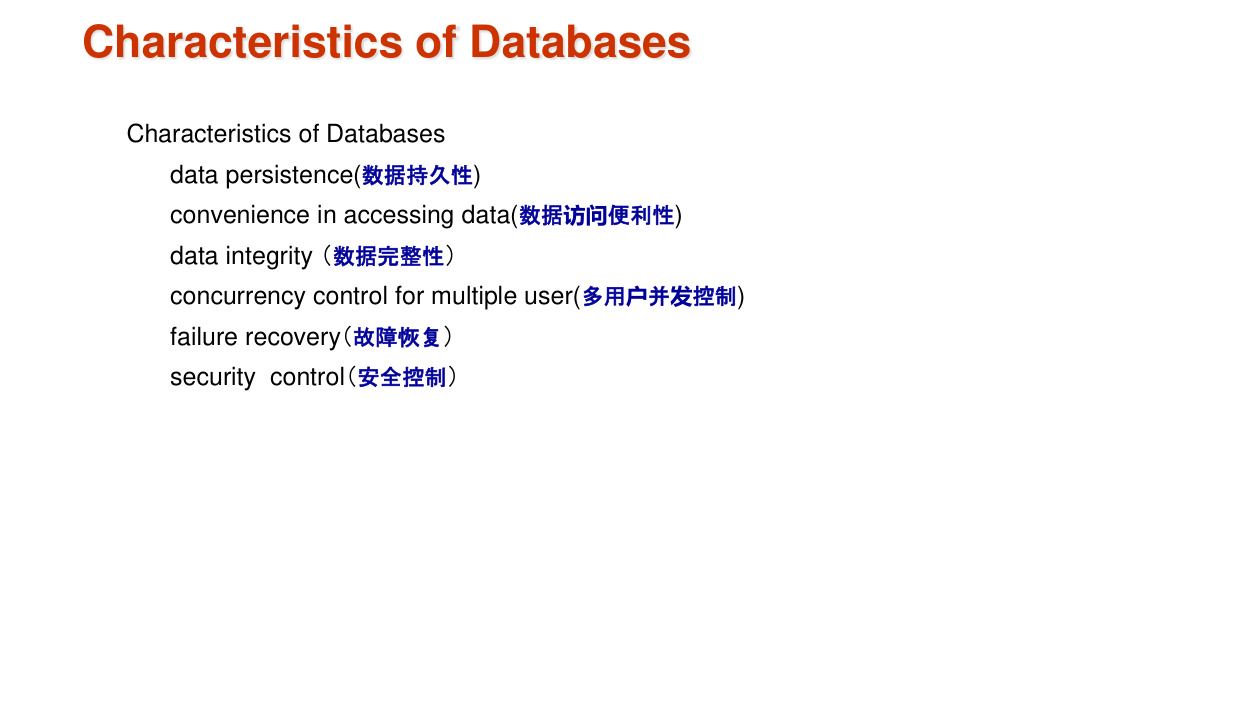 Characteristics of Databases
Characteristics of Databases
data persistence(数据持久性)
convenience in accessing data(数据访问便利性)
data integrity（数据完整性）
concurrency control for multiple user(多用户并发控制)
failure recovery（故障恢复）
security  control（安全控制）